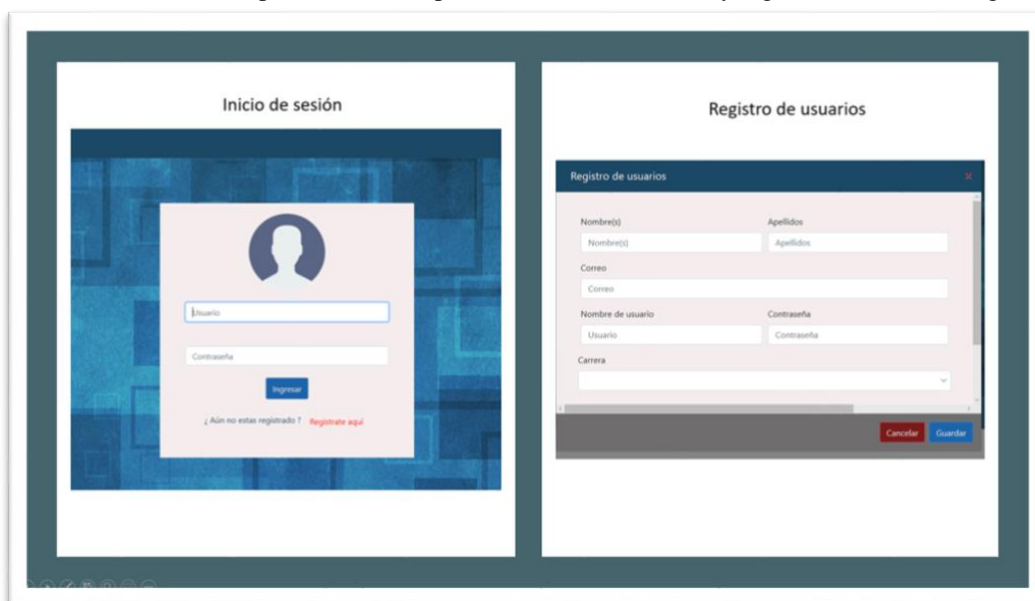 Inicio de sesión
Usuario
Contraseña
Ingresar
¿ Aún no estas registrado ? Registrate aquí
Registro de usuarios
Registro de usuarios
Nombre(s) Apellidos
Nombre(s) Apellidos
Correo
Correo
Nombre de usuario Contraseña
Usuario Contraseña
Carrera
Cancelar Guardar